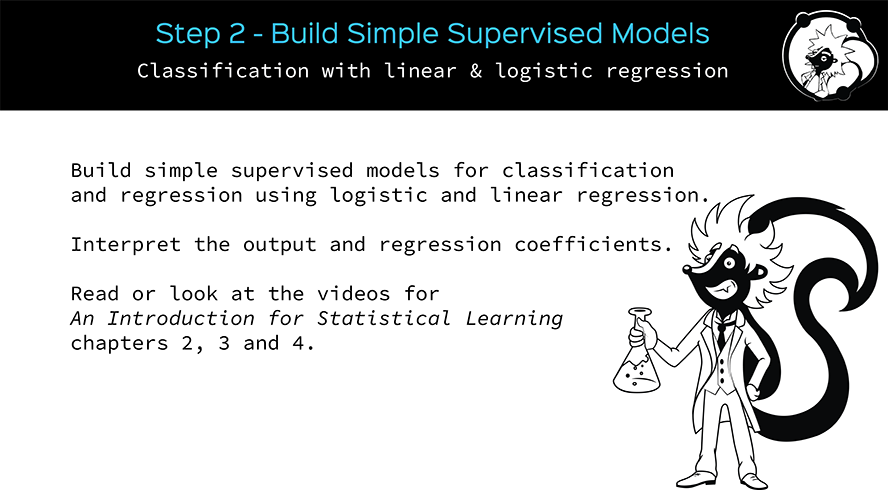 Step 2 - Build Simple Supervised Models
Classification with linear & logistic regression
Build simple supervised models for classification
and regression using logistic and linear regression.
Interpret the output and regression coefficients.
Read or look at the videos for
An Introduction for Statistical Learning
chapters 2, 3 and 4.